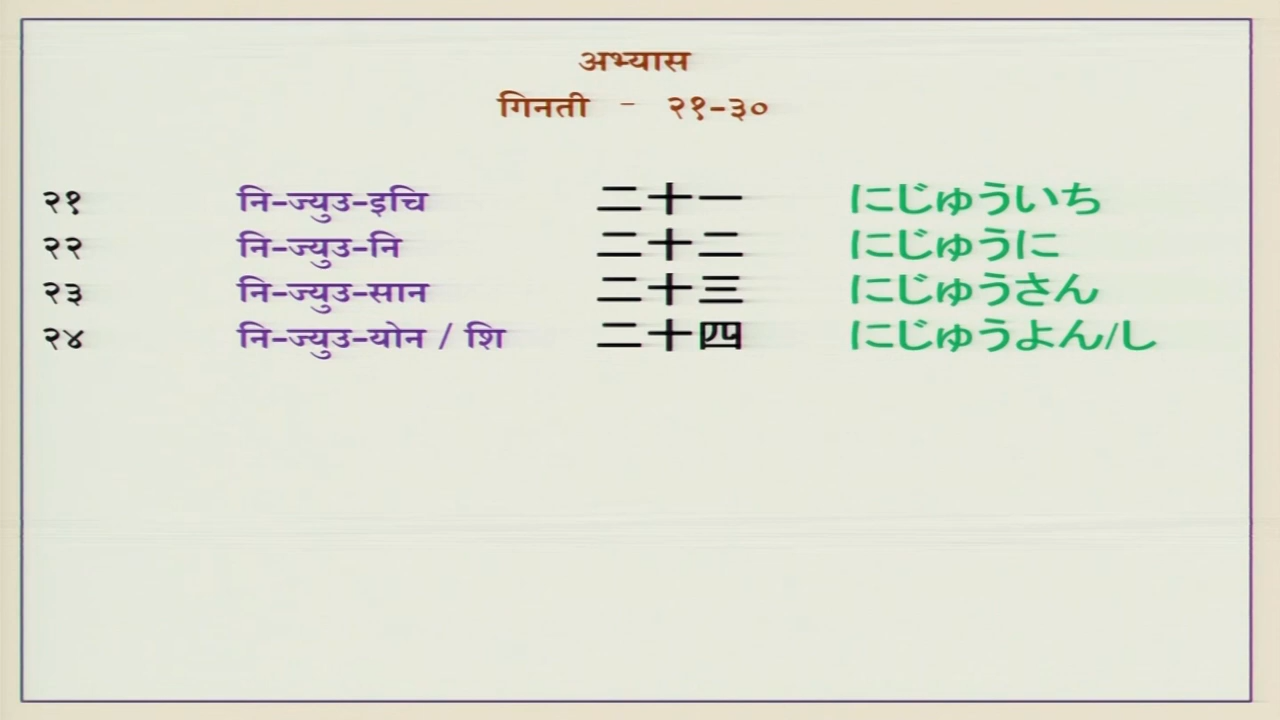 अभ्यास
गिनती - २१-३०
२१ नि-ज्युउ-इचि 二十一 にじゅういち
२२ नि-ज्युउ-नि 二十二 にじゅうに
२३ नि-ज्युउ-सान 二十三 にじゅうさん
२४ नि-ज्युउ-योन / शि 二十四 にじゅうよん/し